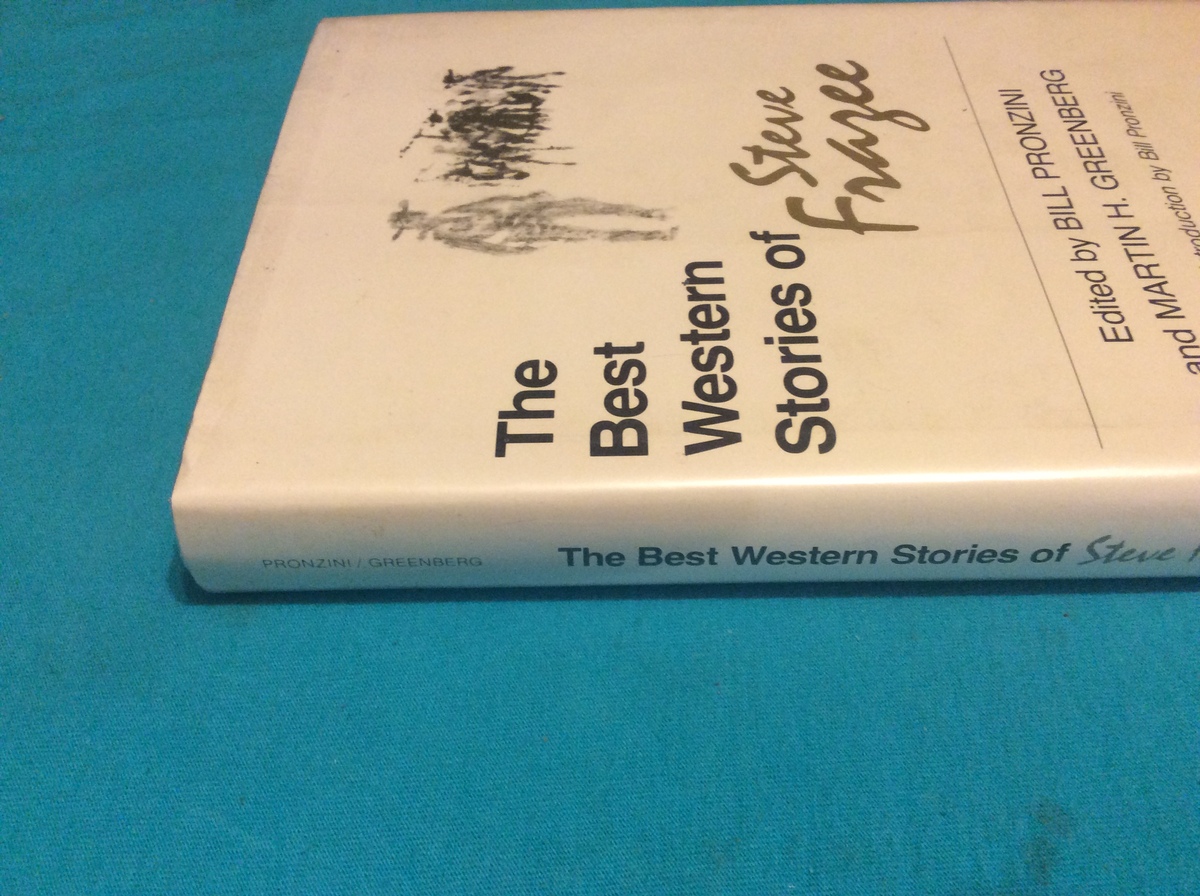 The
Best
Western
Stories of
Steve
Frazee
Edited by BILL PRONZINI
and MARTIN H. GREENBERG
by Bill Pronzini
PRONZINI / GREENBERG
The Best Western Stories of Steve